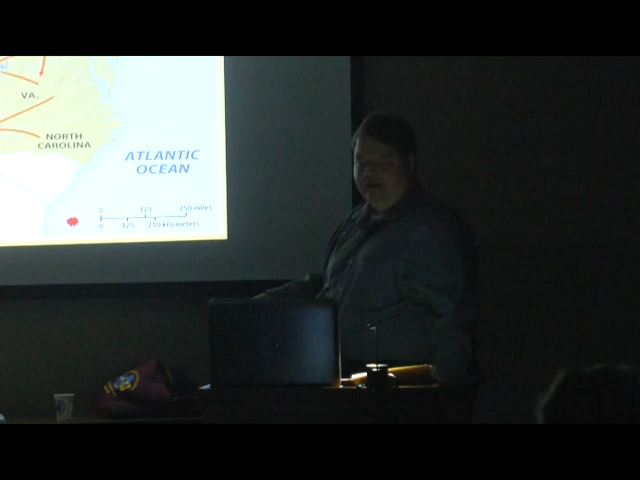 VA.
NORTH
CAROLINA
ATLANTIC
OCEAN
0 125 250 miles
0 125 250 kilometers